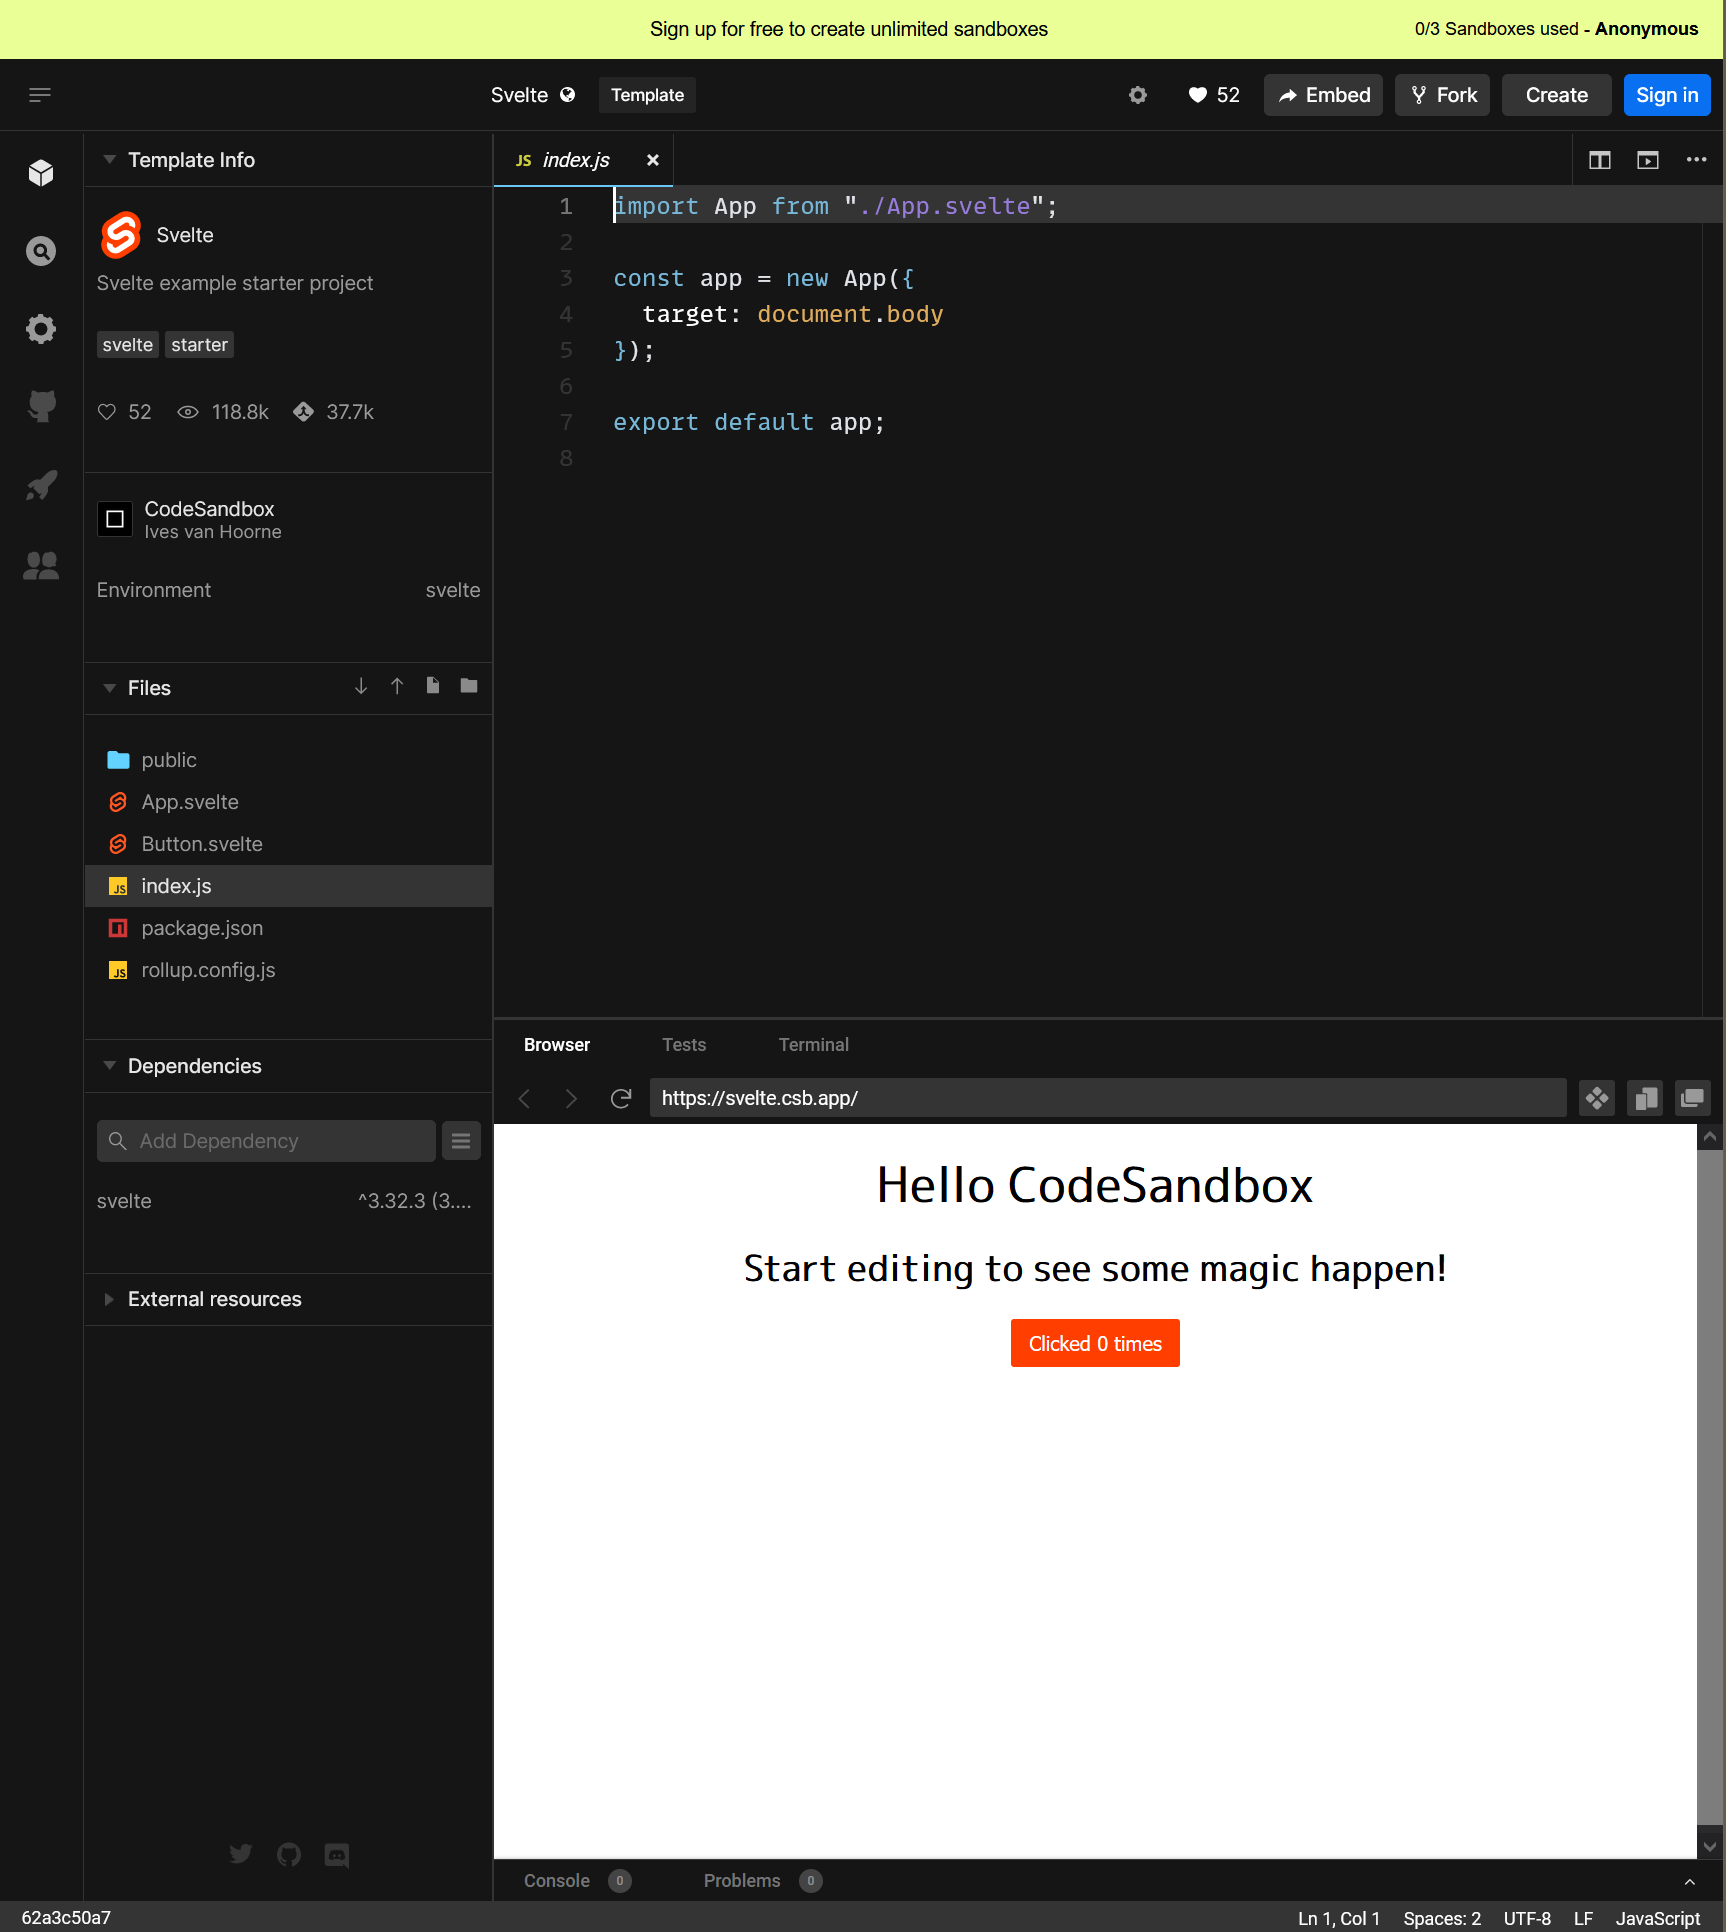 Sign up for free to create unlimited sandboxes
0/3 Sandboxes used - Anonymous
Svelte
Template
52
Embed
Fork
Create
Sign in
Template Info
Svelte
Svelte example starter project
svelte
starter
52
118.8k
37.7k
CodeSandbox
Ives van Hoorne
Environment
svelte
Files
public
App.svelte
Button.svelte
JS index.js
package.json
JS rollup.config.js
Dependencies
Add Dependency
svelte
^3.32.3 (3....
External resources
JS index.js
1 import App from "./App.svelte";
2
3 const app = new App({
4 target: document.body
5 });
6
7 export default app;
8
Browser
Tests
Terminal
https://svelte.csb.app/
Hello CodeSandbox
Start editing to see some magic happen!
Clicked 0 times
Console 0
Problems 0
62a3c50a7
Ln 1, Col 1
Spaces: 2
UTF-8
LF
JavaScript